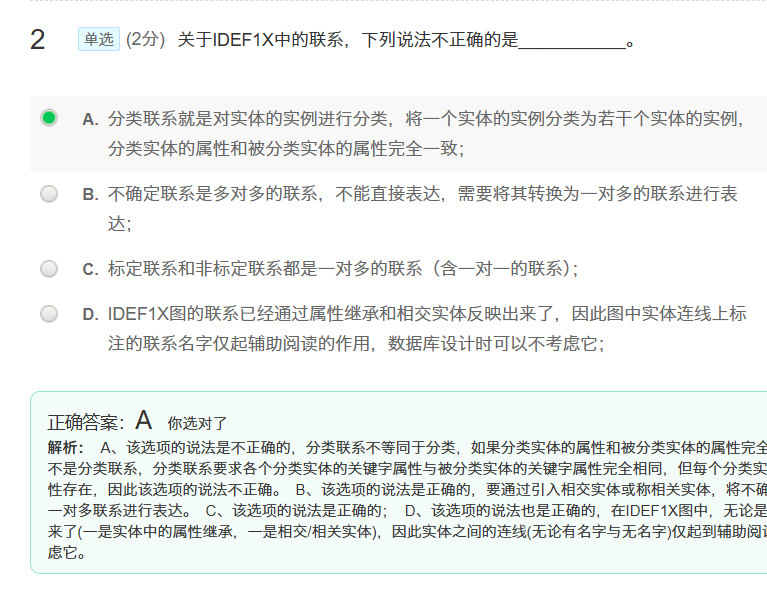 2 单选 (2分) 关于IDEF1X中的联系，下列说法不正确的是___________。
A. 分类联系就是对实体的实例进行分类，将一个实体的实例分类为若干个实体的实例，
分类实体的属性和被分类实体的属性完全一致；
B. 不确定联系是多对多的联系，不能直接表达，需要将其转换为一对多的联系进行表
达；
C. 标定联系和非标定联系都是一对多的联系（含一对一的联系）；
D. IDEF1X图的联系已经通过属性继承和相交实体反映出来了，因此图中实体连线上标
注的联系名字仅起辅助阅读的作用，数据库设计时可以不考虑它；
正确答案：A 你选对了
解析： A、该选项的说法是不正确的，分类联系不等同于分类，如果分类实体的属性和被分类实体的属性完全
不是分类联系，分类联系要求各个分类实体的关键字属性与被分类实体的关键字属性完全相同，但每个分类实
性存在，因此该选项的说法不正确。 B、该选项的说法是正确的，要通过引入相交实体或称相关实体，将不确
一对多联系进行表达。 C、该选项的说法是正确的； D、该选项的说法也是正确的，在IDEF1X图中，无论是
来了(一是实体中的属性继承，一是相交/相关实体)，因此实体之间的连线(无论有名字与无名字)仅起到辅助阅读
虑它。